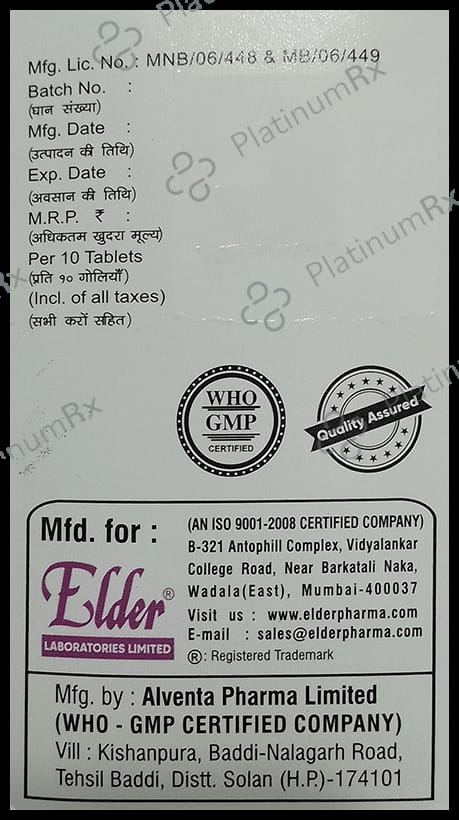 Mfg. Lic. No. : MNB/06/448 & MB/06/449
Batch No. :
(घान संख्या)
Mfg. Date :
(उत्पादन की तिथि)
Exp. Date :
(अवसान की तिथि)
M.R.P. ₹ :
(अधिकतम खुदरा मूल्य)
Per 10 Tablets
(प्रति १० गोलियाँ)
(Incl. of all taxes)
(सभी करों सहित)
PlatinumRx
PlatinumRx
PlatinumRx
PlatinumRx
WHO
GMP
CERTIFIED
Quality Assured
Mfd. for :
Elder®
LABORATORIES LIMITED
(AN ISO 9001-2008 CERTIFIED COMPANY)
B-321 Antophill Complex, Vidyalankar
College Road, Near Barkatali Naka,
Wadala(East), Mumbai-400037
Visit us : www.elderpharma.com
E-mail : sales@elderpharma.com
®: Registered Trademark
Mfg. by : Alventa Pharma Limited
(WHO - GMP CERTIFIED COMPANY)
Vill : Kishanpura, Baddi-Nalagarh Road,
Tehsil Baddi, Distt. Solan (H.P.)-174101